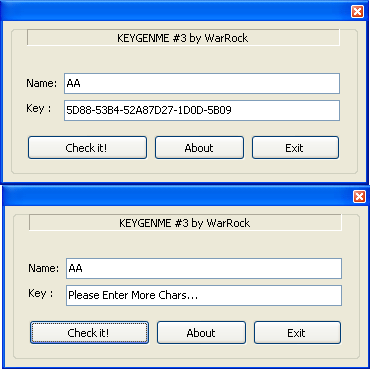 KEYGENME #3 by WarRock
Name: AA
Key : 5D88-53B4-52A87D27-1D0D-5B09
Check it! About Exit
KEYGENME #3 by WarRock
Name: AA
Key : Please Enter More Chars...
Check it! About Exit